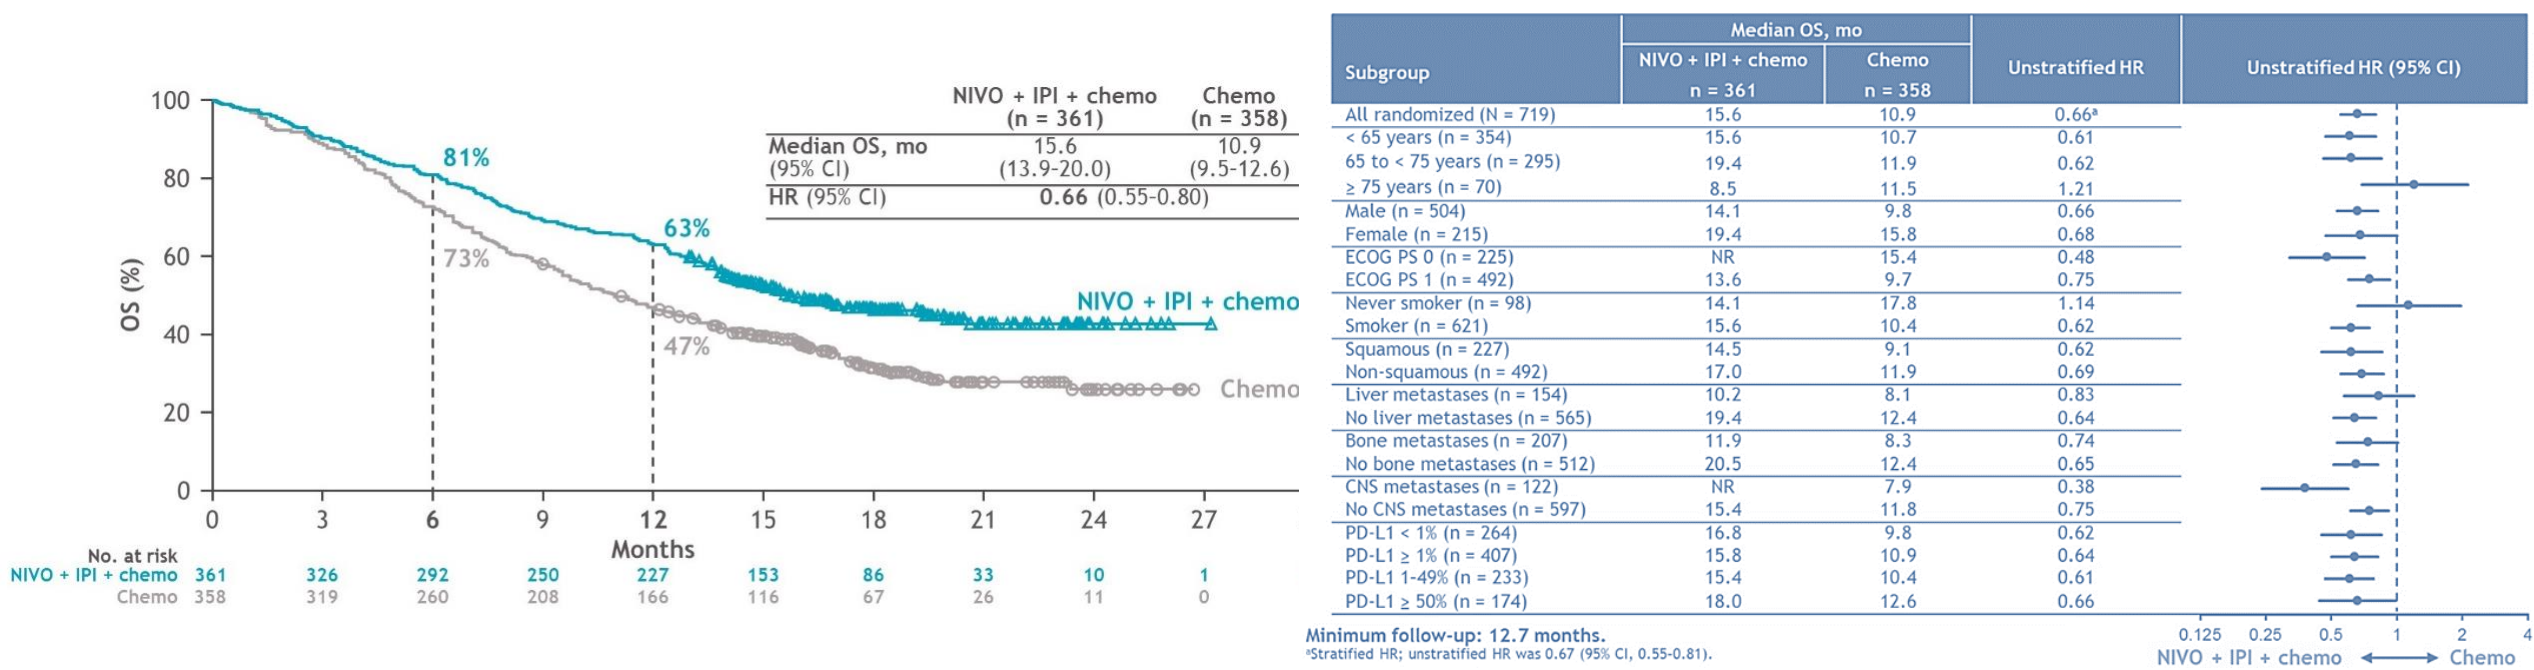 NIVO + IPI + chemo Chemo
(n = 361) (n = 358)
Median OS, mo 15.6 10.9
(95% CI) (13.9-20.0) (9.5-12.6)
HR (95% CI) 0.66 (0.55-0.80)
OS (%)
100
80
60
40
20
0
81%
73%
63%
47%
NIVO + IPI + chemo
Chemo
0 3 6 9 12 15 18 21 24 27
Months
No. at risk
NIVO + IPI + chemo 361 326 292 250 227 153 86 33 10 1
Chemo 358 319 260 208 166 116 67 26 11 0
Median OS, mo
Subgroup NIVO + IPI + chemo Chemo Unstratified HR Unstratified HR (95% CI)
n = 361 n = 358
All randomized (N = 719) 15.6 10.9 0.66ᵃ
< 65 years (n = 354) 15.6 10.7 0.61
65 to < 75 years (n = 295) 19.4 11.9 0.62
≥ 75 years (n = 70) 8.5 11.5 1.21
Male (n = 504) 14.1 9.8 0.66
Female (n = 215) 19.4 15.8 0.68
ECOG PS 0 (n = 225) NR 15.4 0.48
ECOG PS 1 (n = 492) 13.6 9.7 0.75
Never smoker (n = 98) 14.1 17.8 1.14
Smoker (n = 621) 15.6 10.4 0.62
Squamous (n = 227) 14.5 9.1 0.62
Non-squamous (n = 492) 17.0 11.9 0.69
Liver metastases (n = 154) 10.2 8.1 0.83
No liver metastases (n = 565) 19.4 12.4 0.64
Bone metastases (n = 207) 11.9 8.3 0.74
No bone metastases (n = 512) 20.5 12.4 0.65
CNS metastases (n = 122) NR 7.9 0.38
No CNS metastases (n = 597) 15.4 11.8 0.75
PD-L1 < 1% (n = 264) 16.8 9.8 0.62
PD-L1 ≥ 1% (n = 407) 15.8 10.9 0.64
PD-L1 1-49% (n = 233) 15.4 10.4 0.61
PD-L1 ≥ 50% (n = 174) 18.0 12.6 0.66
0.125 0.25 0.5 1 2 4
NIVO + IPI + chemo Chemo
Minimum follow-up: 12.7 months.
ᵃStratified HR; unstratified HR was 0.67 (95% CI, 0.55-0.81).